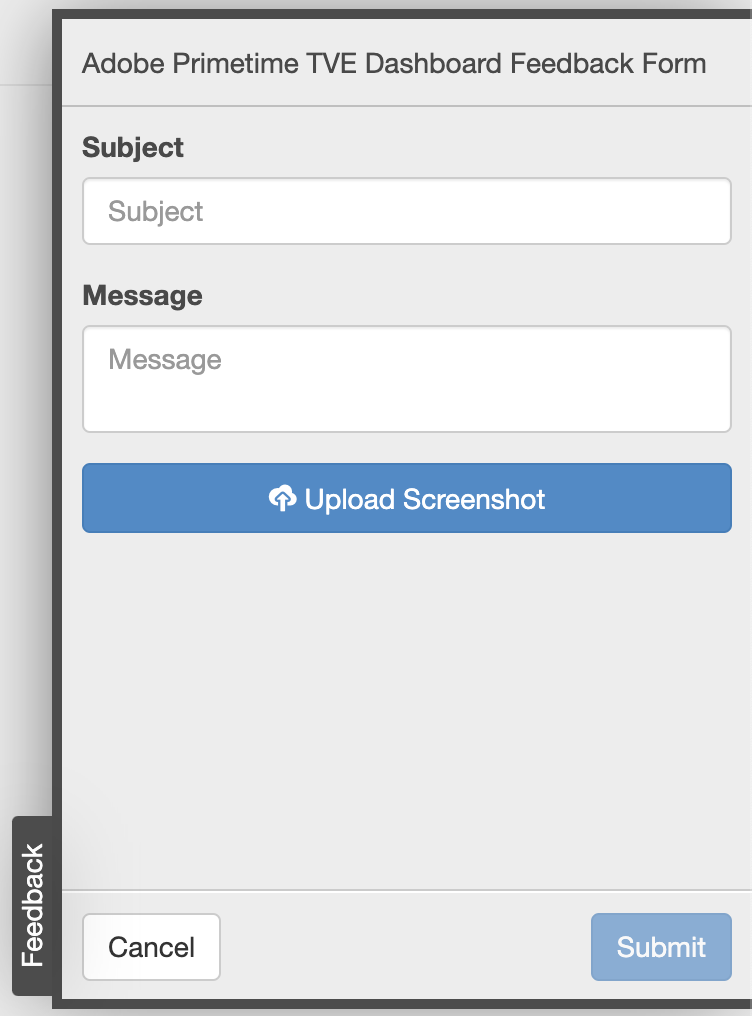 Adobe Primetime TVE Dashboard Feedback Form
Subject
Subject
Message
Message
Upload Screenshot
Feedback
Cancel
Submit